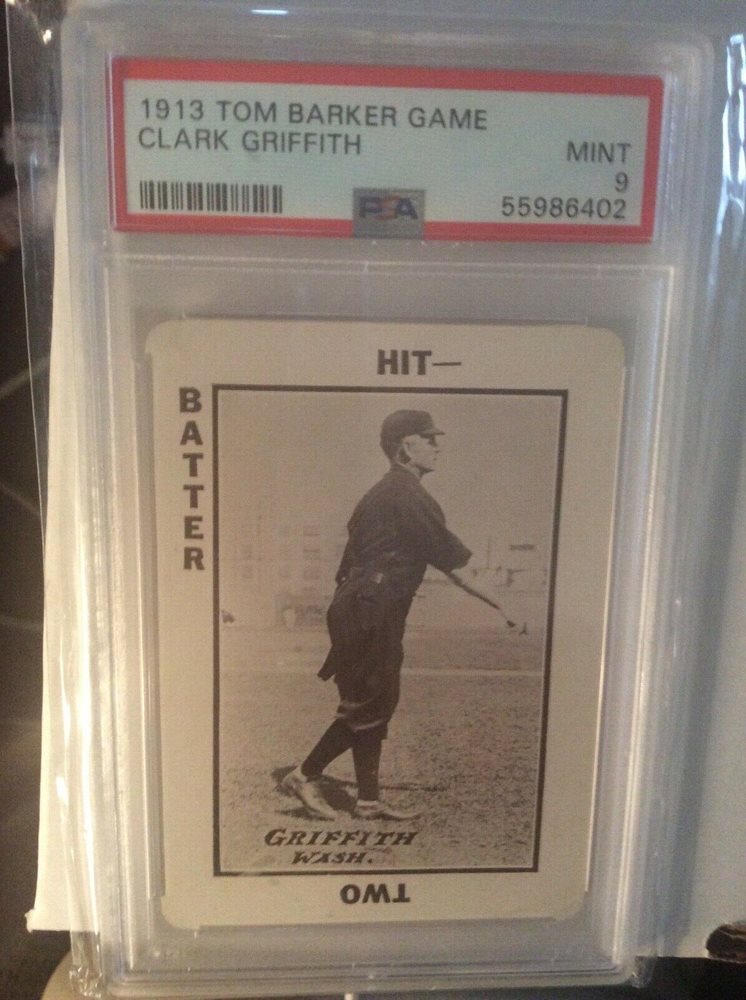 1913 TOM BARKER GAME
CLARK GRIFFITH
MINT
9
PSA
55986402
HIT—
BATTER
GRIFFITH
WASH.
TWO